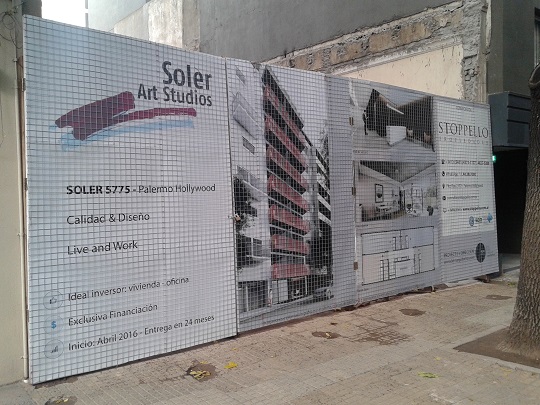 Soler
Art Studios
SOLER 5775 - Palermo Hollywood
Calidad & Diseño
Live and Work
Ideal inversor: vivienda - oficina
$ Exclusiva Financiación
Inicio: Abril 2016 - Entrega en 24 meses
STOPPELLO